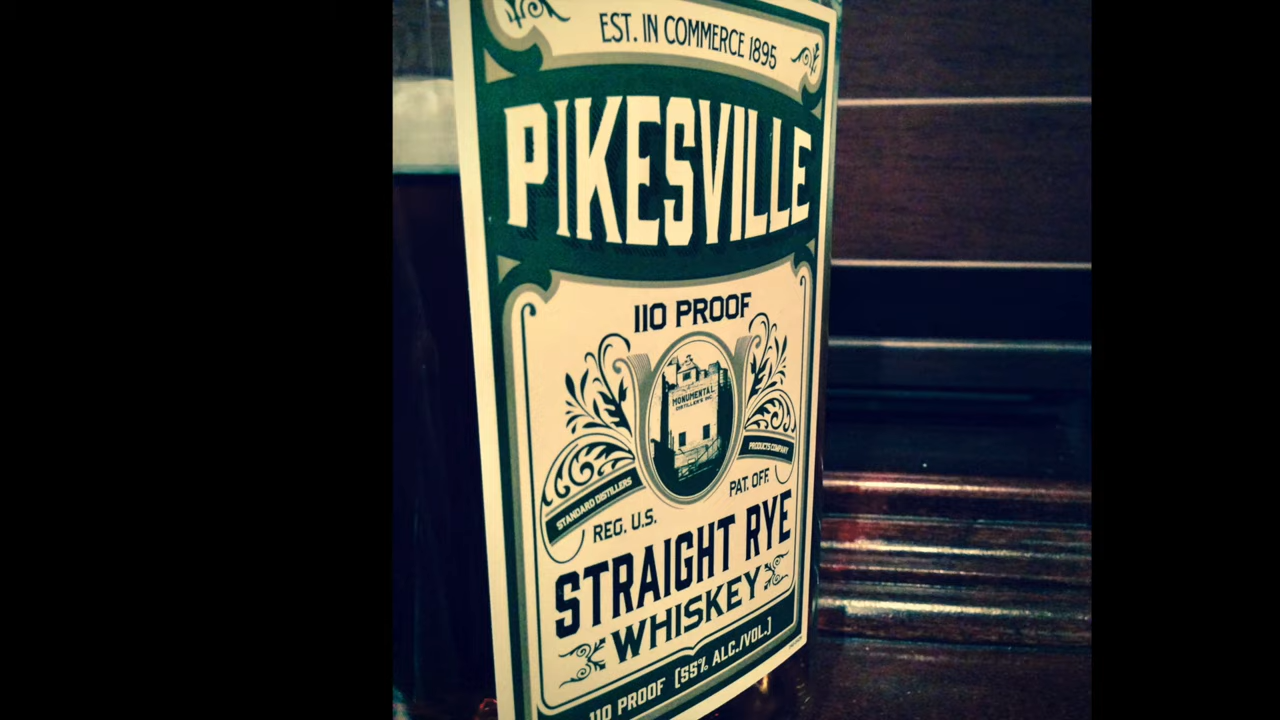 EST. IN COMMERCE 1895
PIKESVILLE
110 PROOF
MONUMENTAL
DISTILLER'S INC.
STANDARD DISTILLERS
PRODUCTS COMPANY
REG. U.S.
PAT. OFF.
STRAIGHT RYE
WHISKEY
110 PROOF (55% ALC./VOL.)